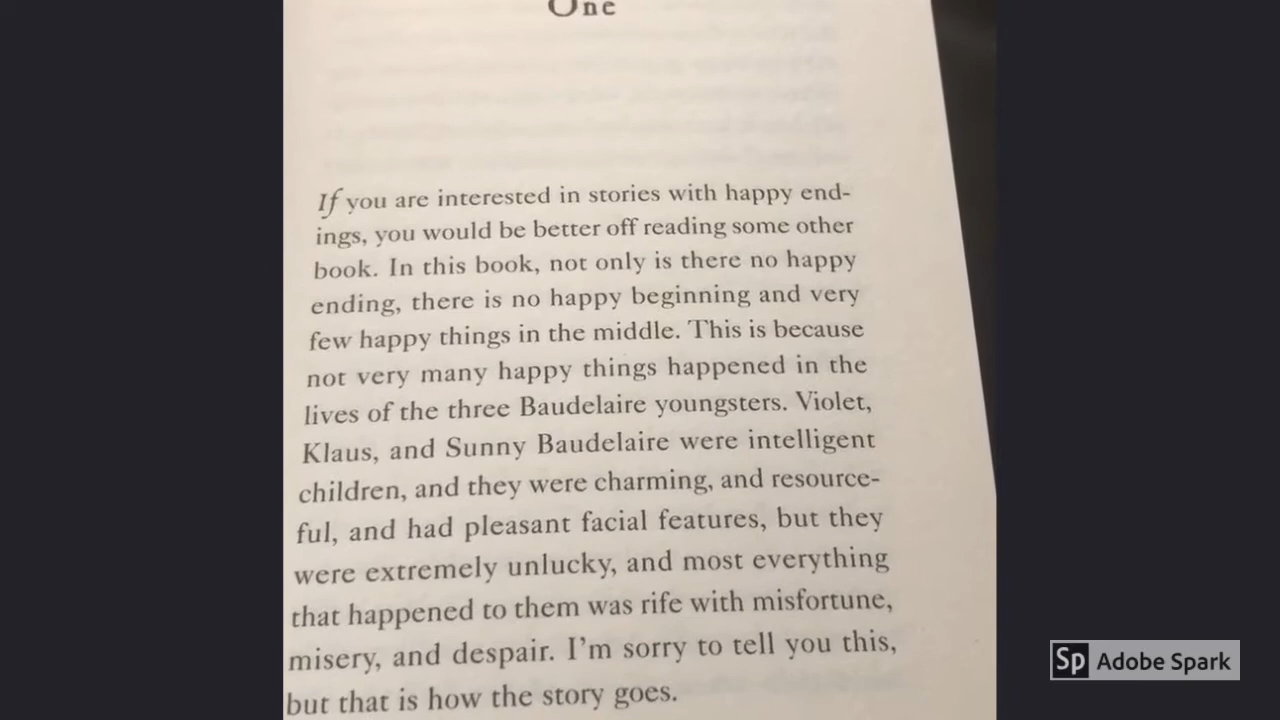 One
If you are interested in stories with happy end-
ings, you would be better off reading some other
book. In this book, not only is there no happy
ending, there is no happy beginning and very
few happy things in the middle. This is because
not very many happy things happened in the
lives of the three Baudelaire youngsters. Violet,
Klaus, and Sunny Baudelaire were intelligent
children, and they were charming, and resource-
ful, and had pleasant facial features, but they
were extremely unlucky, and most everything
that happened to them was rife with misfortune,
misery, and despair. I'm sorry to tell you this,
but that is how the story goes.
Sp Adobe Spark